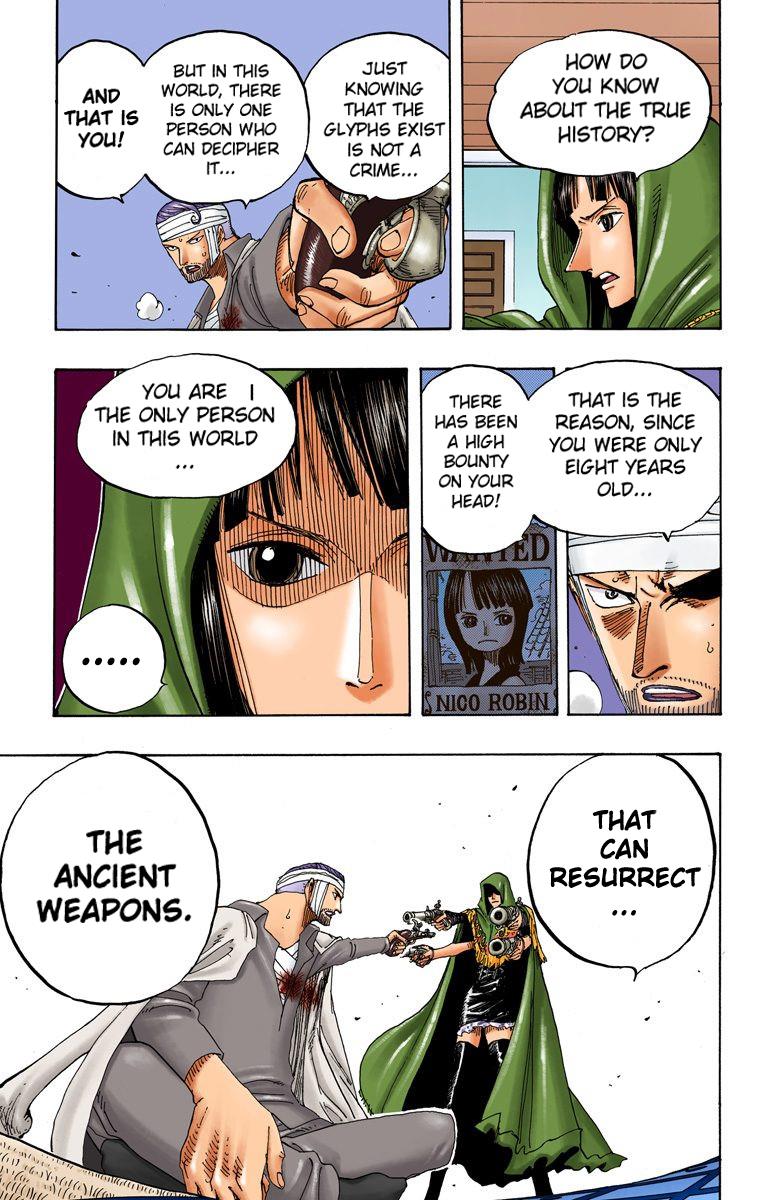 HOW DO
YOU KNOW
ABOUT THE TRUE
HISTORY?
JUST
KNOWING
THAT THE
GLYPHS EXIST
IS NOT A
CRIME...
BUT IN THIS
WORLD, THERE
IS ONLY ONE
PERSON WHO
CAN DECIPHER
IT...
AND
THAT IS
YOU!
THAT IS THE
REASON, SINCE
YOU WERE ONLY
EIGHT YEARS
OLD...
THERE
HAS BEEN
A HIGH
BOUNTY
ON YOUR
HEAD!
WANTED
NICO ROBIN
YOU ARE
THE ONLY PERSON
IN THIS WORLD
...
.....
THAT
CAN
RESURRECT
...
THE
ANCIENT
WEAPONS.